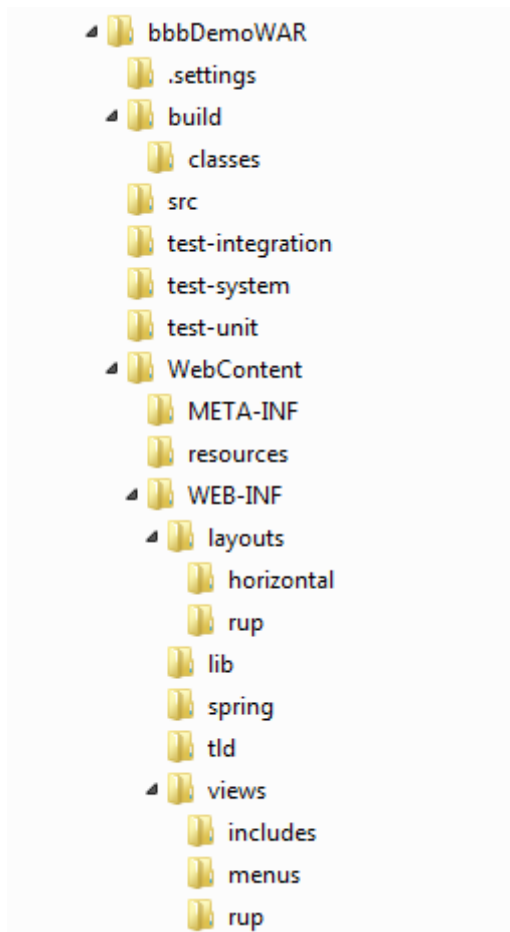 bbbDemoWAR
.settings
build
classes
src
test-integration
test-system
test-unit
WebContent
META-INF
resources
WEB-INF
layouts
horizontal
rup
lib
spring
tld
views
includes
menus
rup